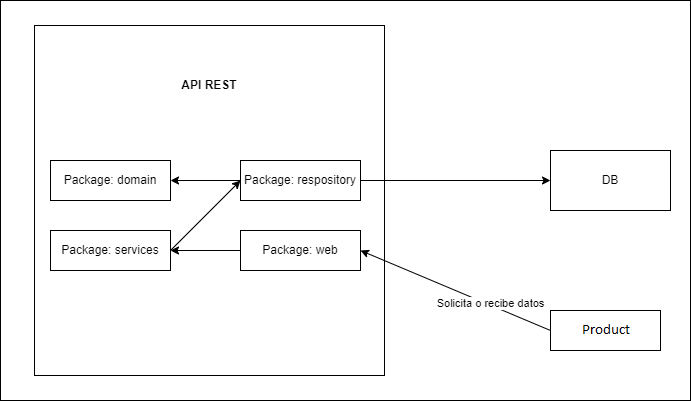 API REST
Package: domain
Package: respository
DB
Package: services
Package: web
Solicita o recibe datos
Product